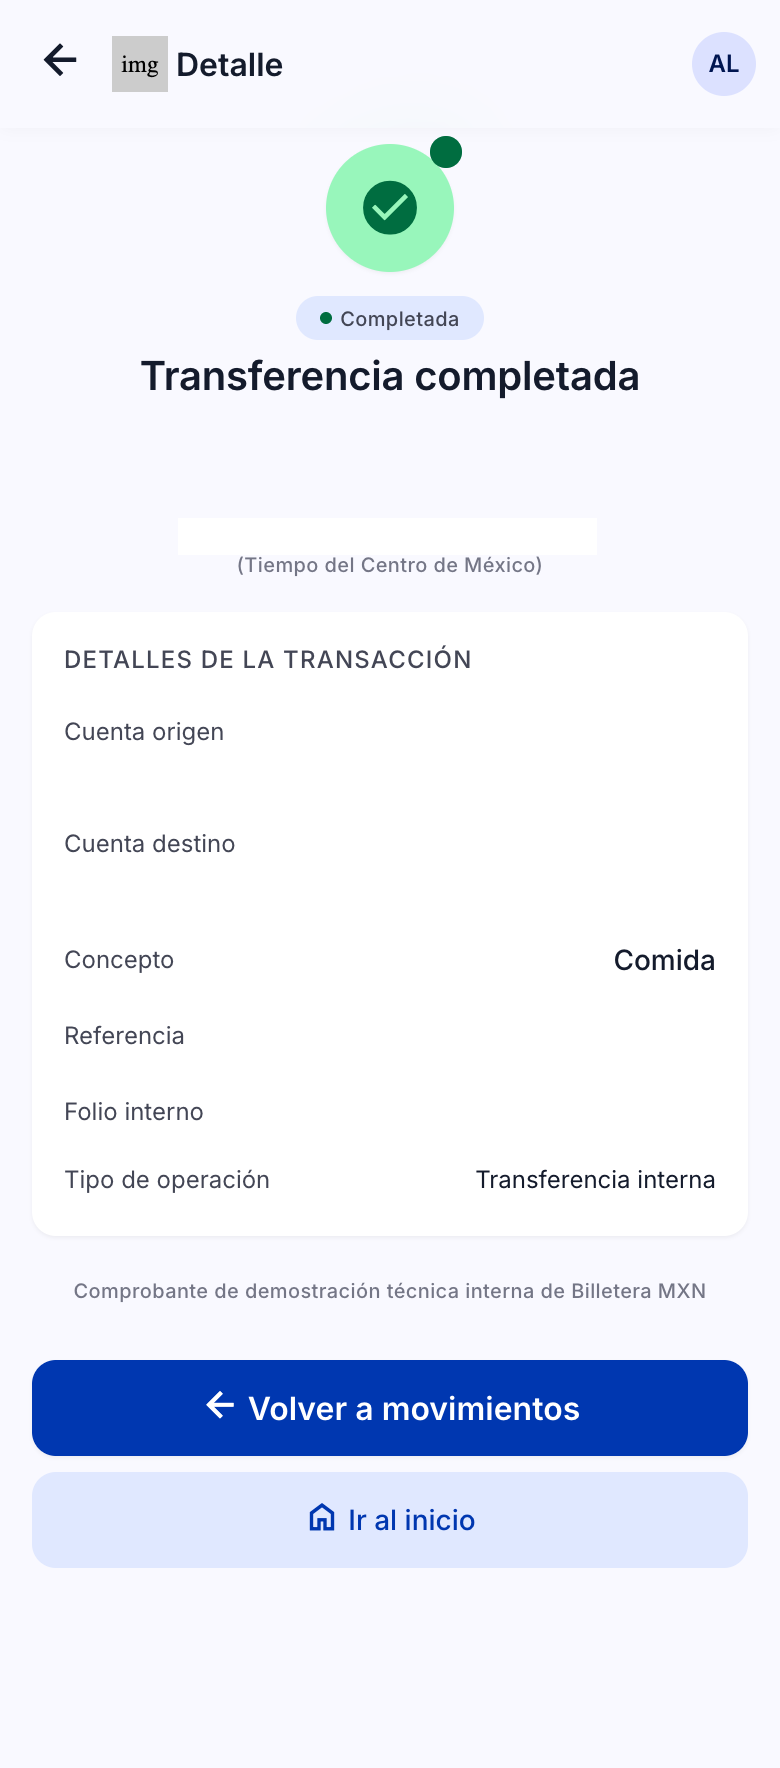 img Detalle AL
Completada
Transferencia completada
(Tiempo del Centro de México)
DETALLES DE LA TRANSACCIÓN
Cuenta origen
Cuenta destino
Concepto Comida
Referencia
Folio interno
Tipo de operación Transferencia interna
Comprobante de demostración técnica interna de Billetera MXN
Volver a movimientos
Ir al inicio